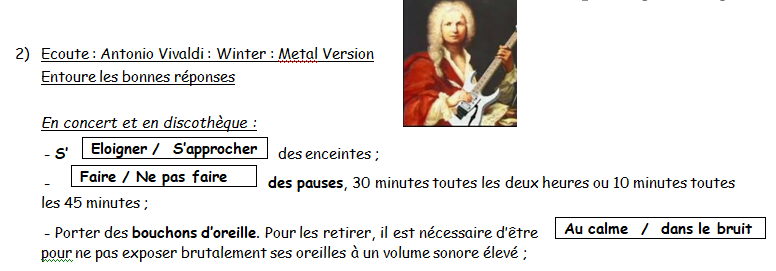 2) Ecoute : Antonio Vivaldi : Winter : Metal Version
Entoure les bonnes réponses
En concert et en discothèque :
- S' Eloigner / S'approcher des enceintes ;
- Faire / Ne pas faire des pauses, 30 minutes toutes les deux heures ou 10 minutes toutes
les 45 minutes ;
- Porter des bouchons d'oreille. Pour les retirer, il est nécessaire d'être Au calme / dans le bruit
pour ne pas exposer brutalement ses oreilles à un volume sonore élevé ;